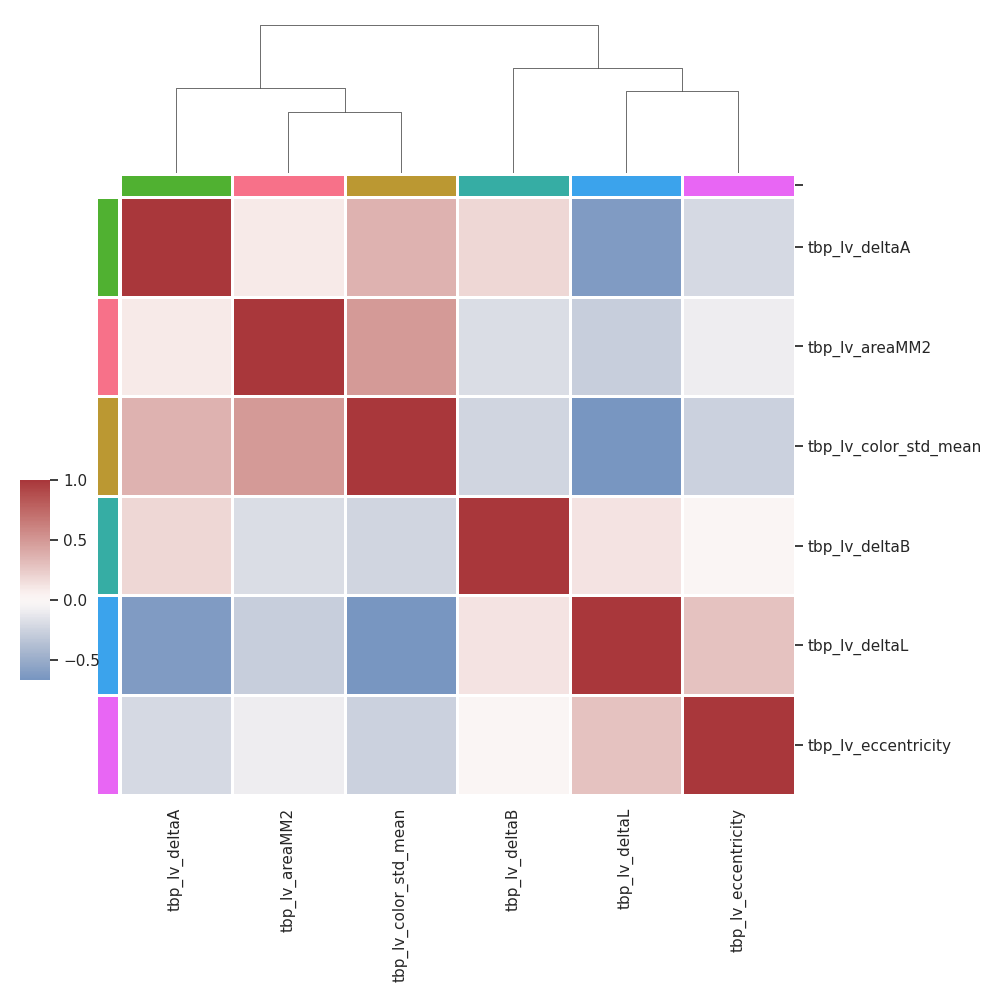 tbp_lv_deltaA
tbp_lv_areaMM2
tbp_lv_color_std_mean
tbp_lv_deltaB
tbp_lv_deltaL
tbp_lv_eccentricity
1.0
0.5
0.0
−0.5
tbp_lv_deltaA
tbp_lv_areaMM2
tbp_lv_color_std_mean
tbp_lv_deltaB
tbp_lv_deltaL
tbp_lv_eccentricity